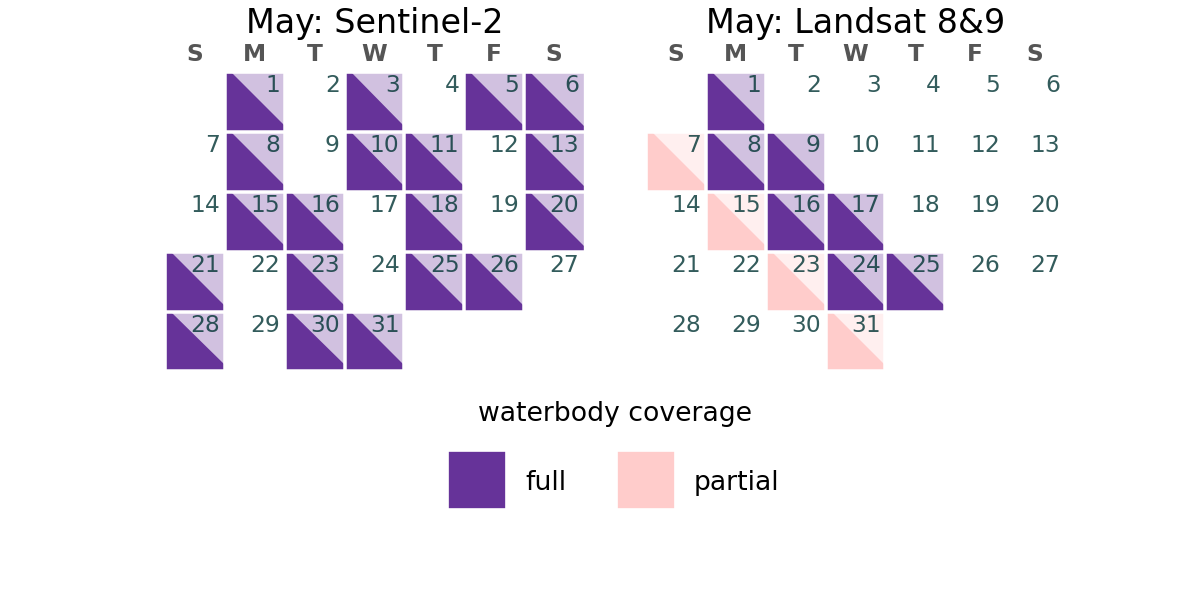 May: Sentinel-2
S M T W T F S
1 2 3 4 5 6
7 8 9 10 11 12 13
14 15 16 17 18 19 20
21 22 23 24 25 26 27
28 29 30 31
May: Landsat 8&9
S M T W T F S
1 2 3 4 5 6
7 8 9 10 11 12 13
14 15 16 17 18 19 20
21 22 23 24 25 26 27
28 29 30 31
waterbody coverage
full
partial